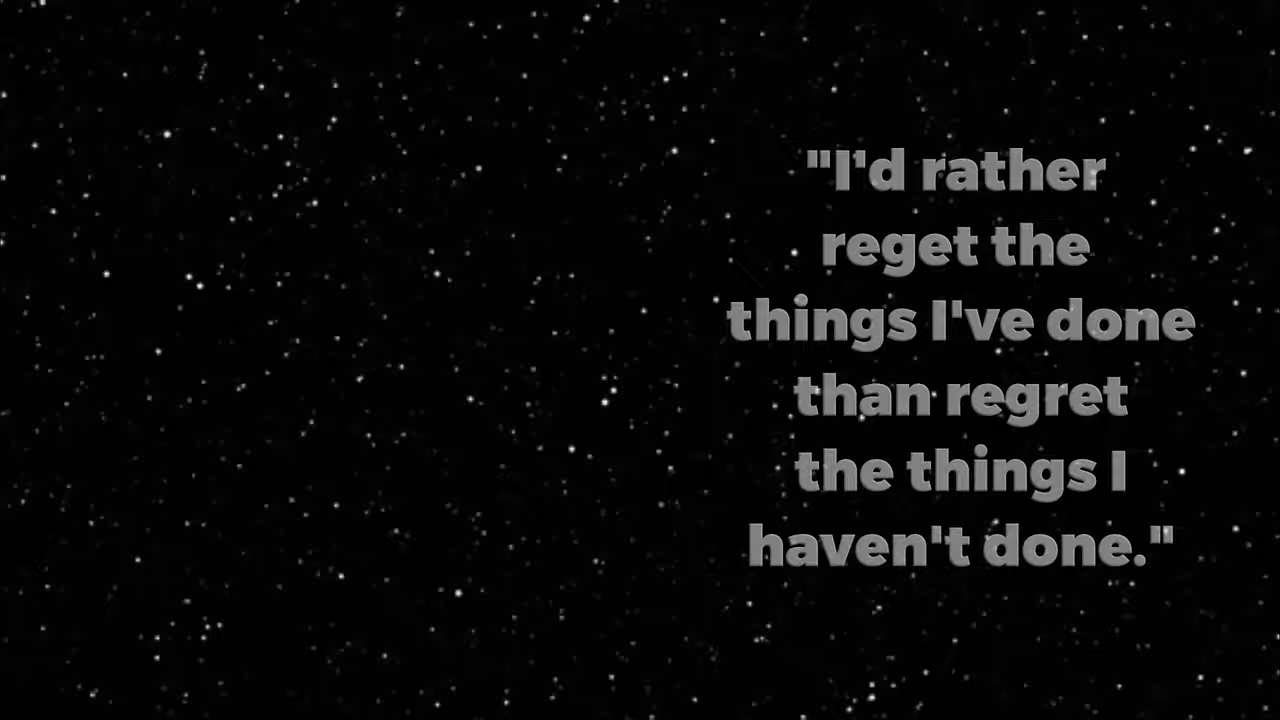 "I'd rather
reget the
things I've done
than regret
the things I
haven't done."